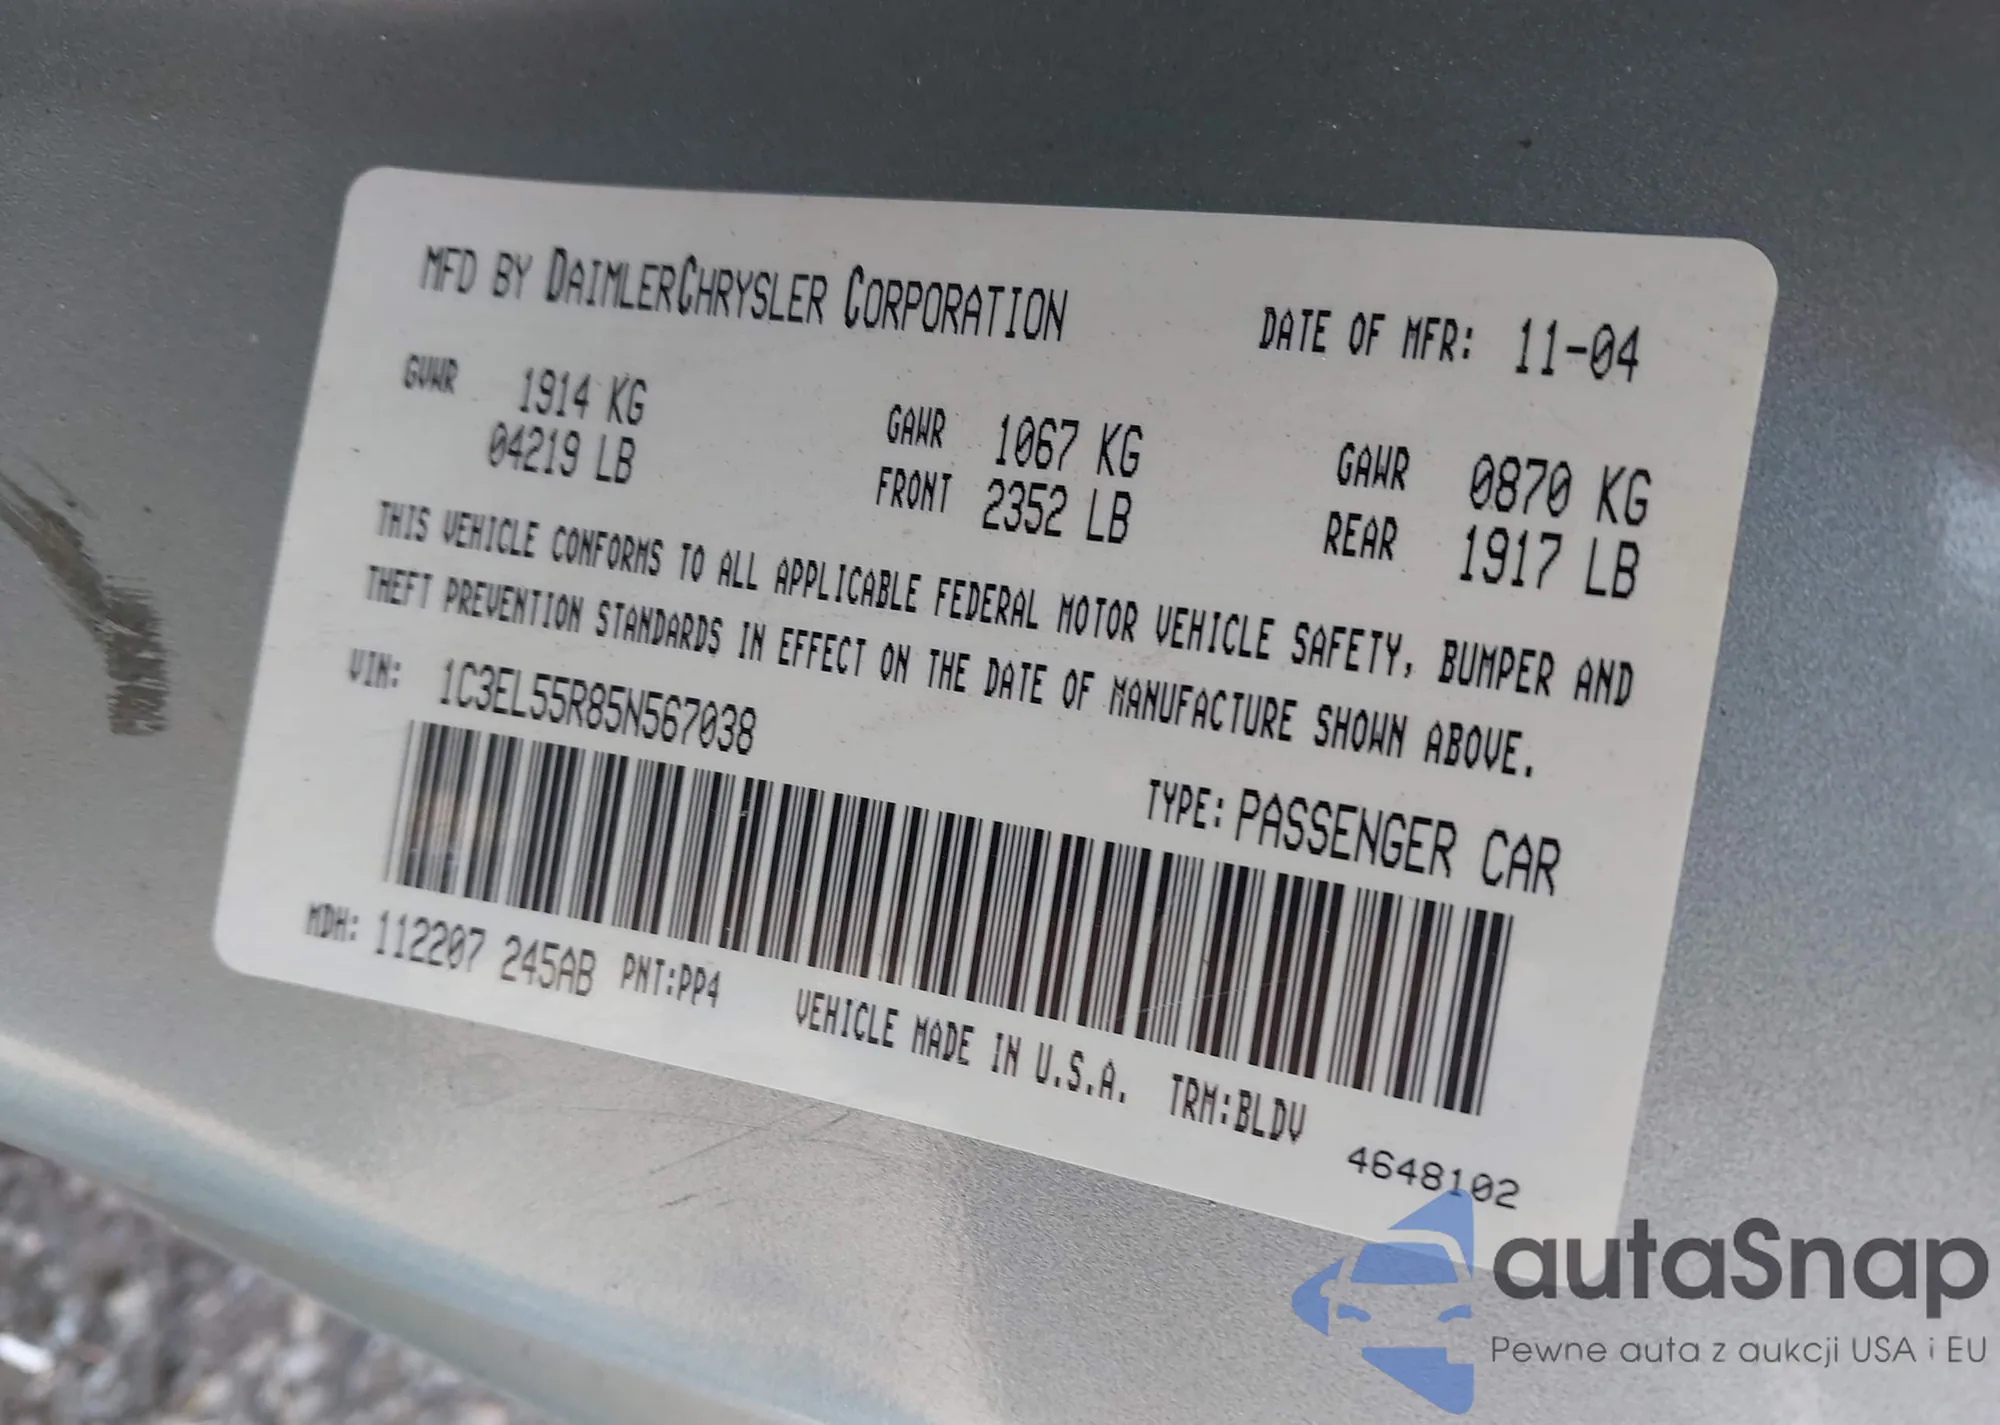 MFD BY DAIMLERCHRYSLER CORPORATION DATE OF MFR: 11-04
GVWR 1914 KG GAWR 1067 KG GAWR 0870 KG
04219 LB FRONT 2352 LB REAR 1917 LB
THIS VEHICLE CONFORMS TO ALL APPLICABLE FEDERAL MOTOR VEHICLE SAFETY, BUMPER AND
THEFT PREVENTION STANDARDS IN EFFECT ON THE DATE OF MANUFACTURE SHOWN ABOVE.
VIN: 1C3EL55R85N567038
TYPE: PASSENGER CAR
MDH: 112207 245AB PNT:PP4
VEHICLE MADE IN U.S.A. TRM:BLDV
4648102
autaSnap
Pewne auta z aukcji USA i EU